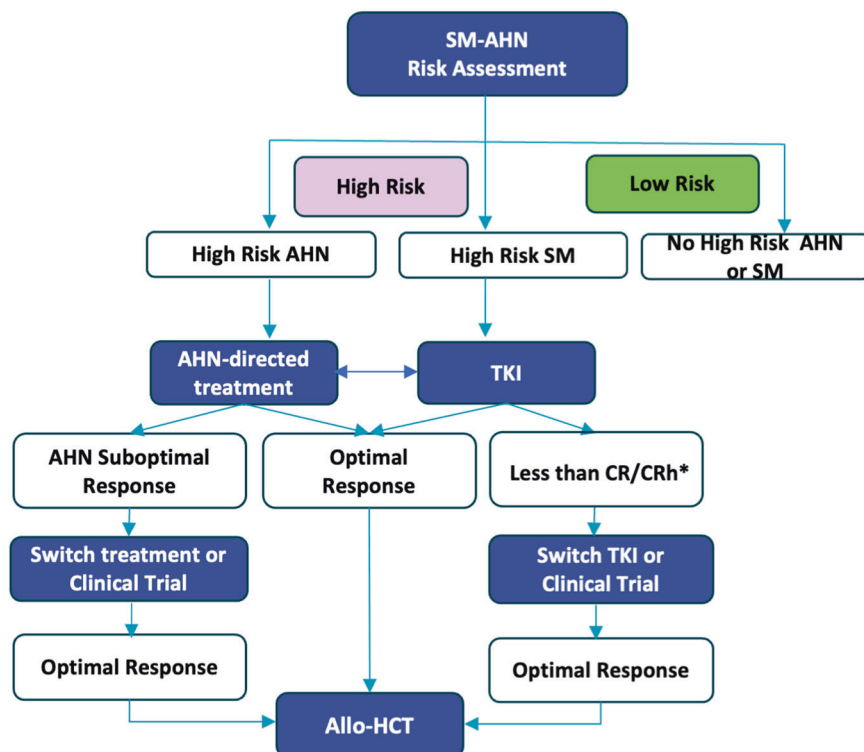 SM-AHN
Risk Assessment
High Risk
Low Risk
High Risk AHN
High Risk SM
No High Risk AHN
or SM
AHN-directed
treatment
TKI
AHN Suboptimal
Response
Optimal
Response
Less than CR/CRh*
Switch treatment or
Clinical Trial
Switch TKI or
Clinical Trial
Optimal Response
Optimal Response
Allo-HCT